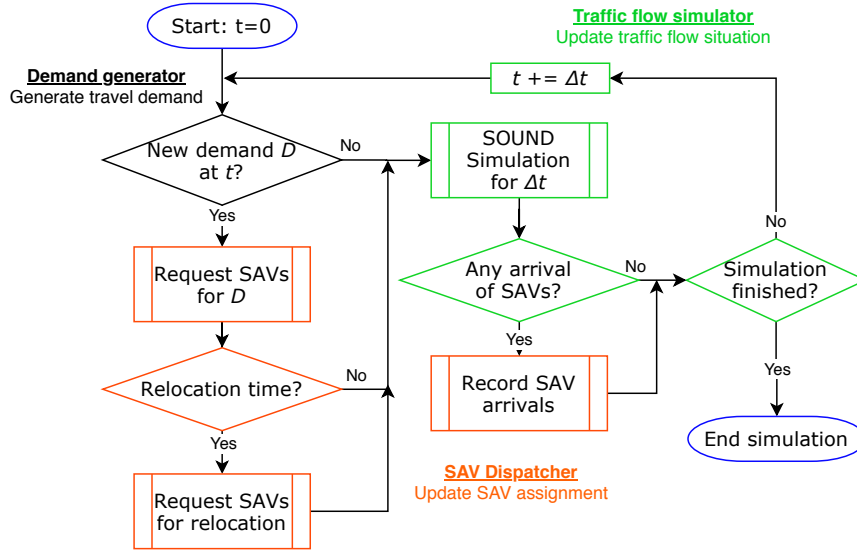 Start: t=0
Traffic flow simulator
Update traffic flow situation
Demand generator
Generate travel demand
t += Δt
New demand D
at t?
No
Yes
SOUND
Simulation
for Δt
Request SAVs
for D
Any arrival
of SAVs?
No
Yes
Simulation
finished?
No
Yes
Relocation time?
No
Yes
Record SAV
arrivals
End simulation
SAV Dispatcher
Update SAV assignment
Request SAVs
for relocation